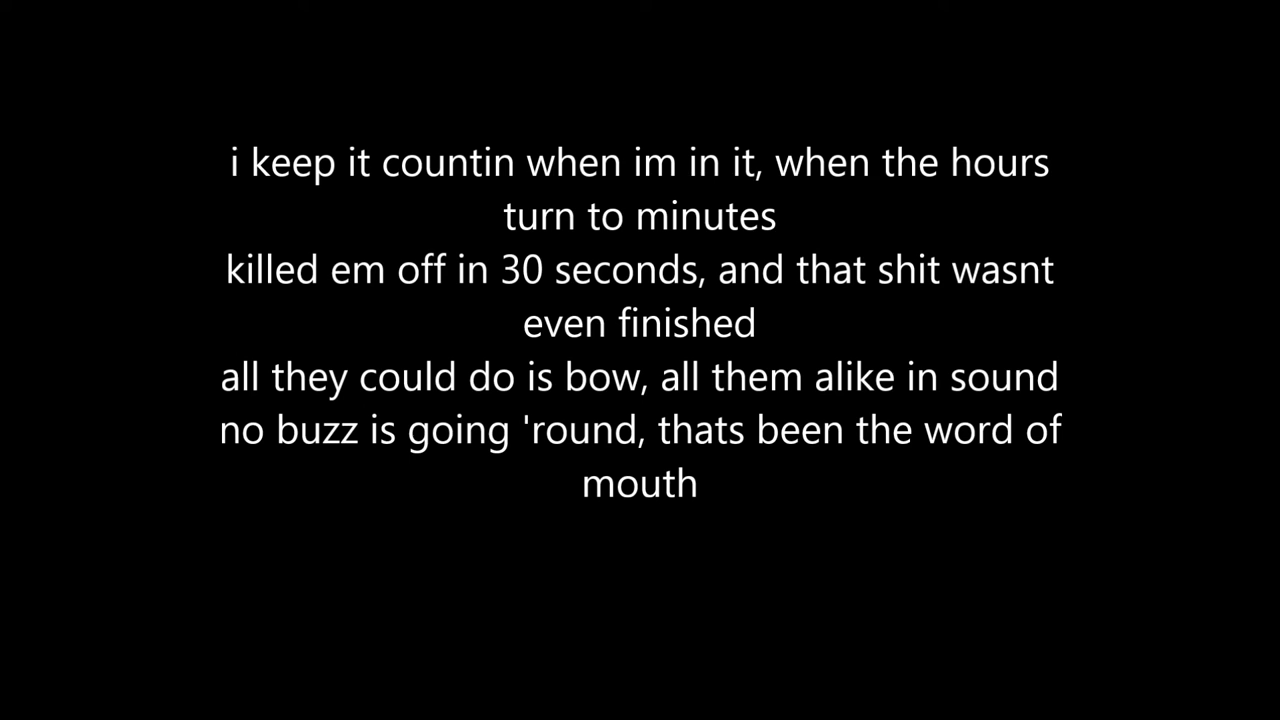 i keep it countin when im in it, when the hours
turn to minutes
killed em off in 30 seconds, and that shit wasnt
even finished
all they could do is bow, all them alike in sound
no buzz is going 'round, thats been the word of
mouth